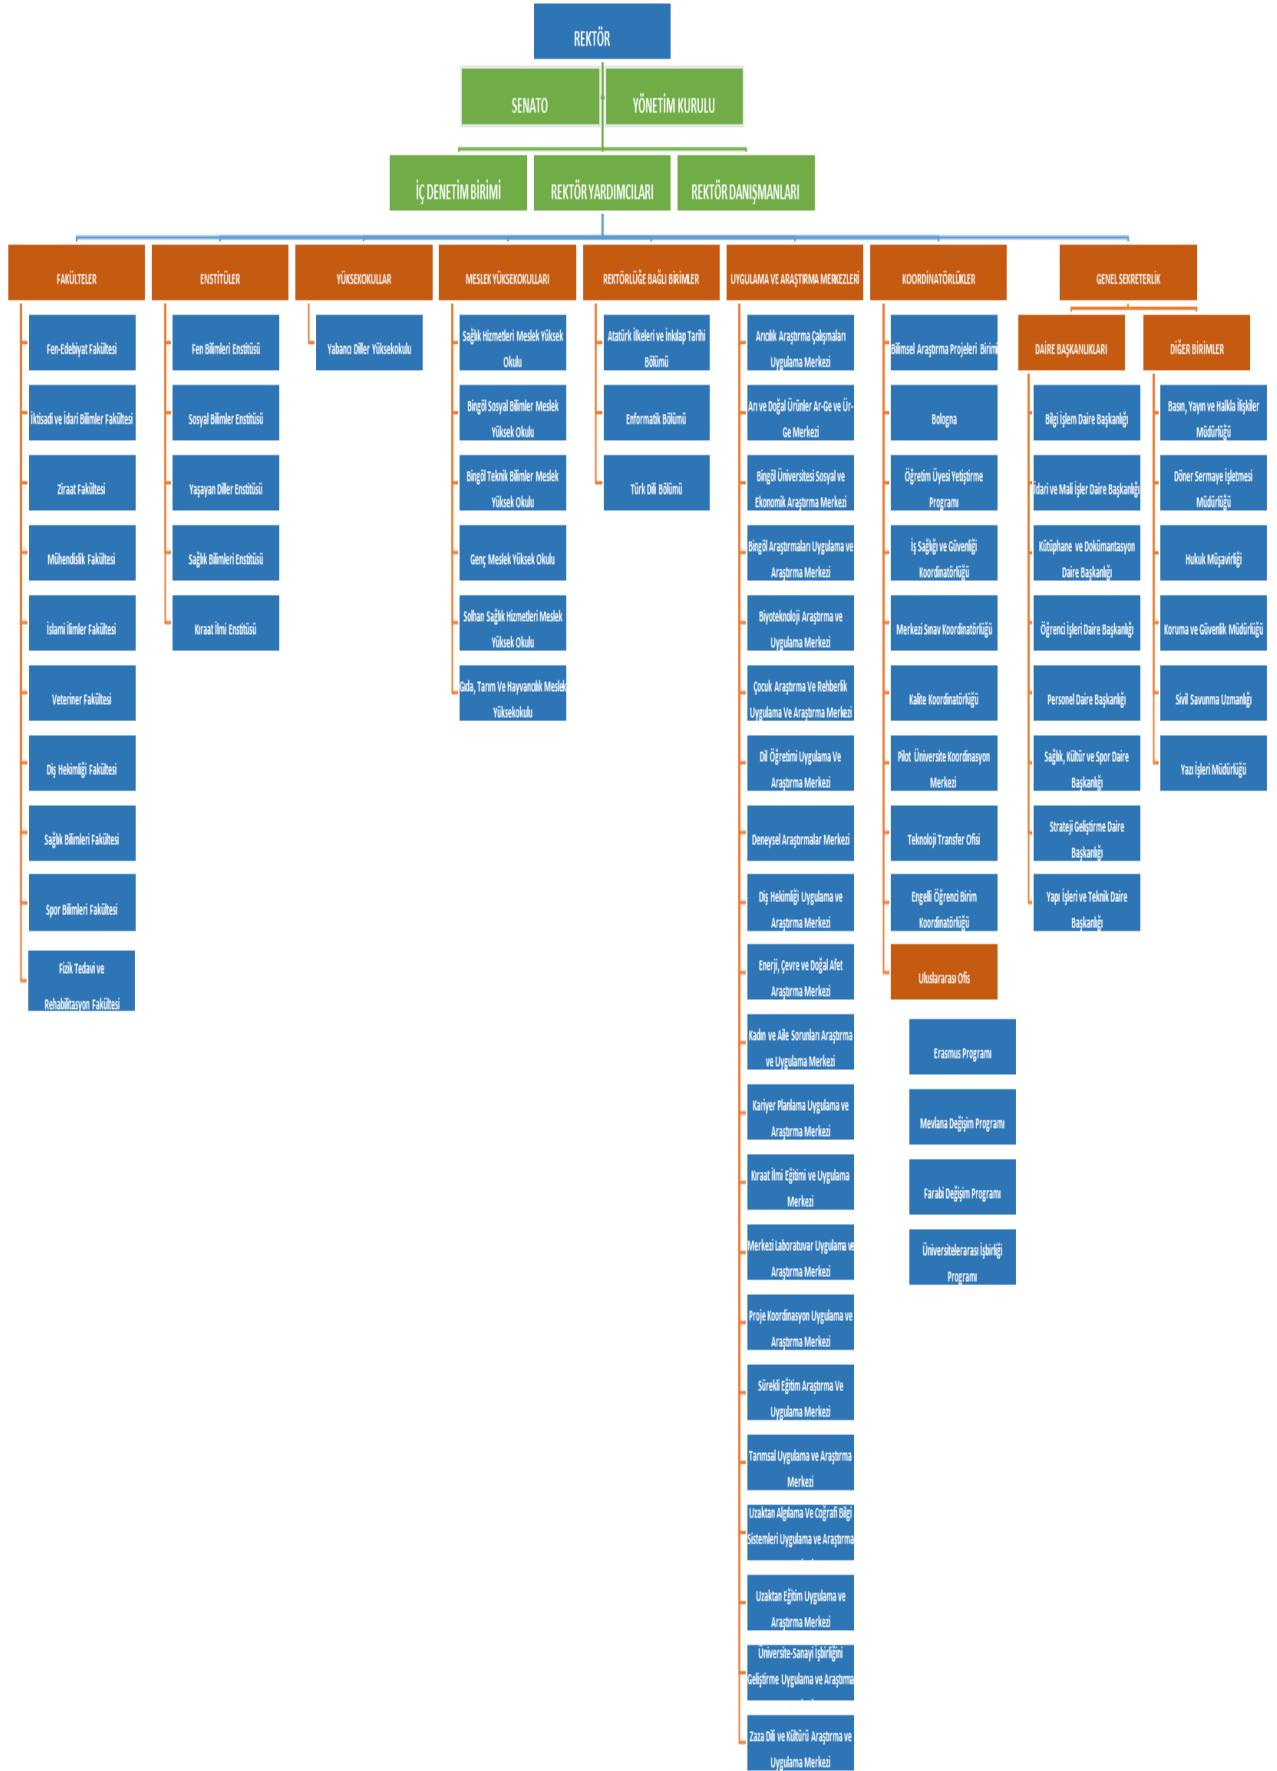 REKTÖR
SENATO
YÖNETİM KURULU
İÇ DENETİM BİRİMİ
REKTÖR YARDIMCILARI
REKTÖR DANIŞMANLARI
FAKÜLTELER
Fen-Edebiyat Fakültesi
İktisadi ve İdari Bilimler Fakültesi
Ziraat Fakültesi
Mühendislik Fakültesi
İslami İlimler Fakültesi
Veteriner Fakültesi
Diş Hekimliği Fakültesi
Sağlık Bilimleri Fakültesi
Spor Bilimleri Fakültesi
Fizik Tedavi ve
Rehabilitasyon Fakültesi
ENSTİTÜLER
Fen Bilimleri Enstitüsü
Sosyal Bilimler Enstitüsü
Yaşayan Diller Enstitüsü
Sağlık Bilimleri Enstitüsü
Kıraat İlmi Enstitüsü
YÜKSEKOKULLAR
Yabancı Diller Yüksekokulu
MESLEK YÜKSEKOKULLARI
Sağlık Hizmetleri Meslek Yüksek
Okulu
Bingöl Sosyal Bilimler Meslek
Yüksek Okulu
Bingöl Teknik Bilimler Meslek
Yüksek Okulu
Genç Meslek Yüksek Okulu
Solhan Sağlık Hizmetleri Meslek
Yüksek Okulu
Gıda, Tarım Ve Hayvancılık Meslek
Yüksekokulu
REKTÖRLÜĞE BAĞLI BİRİMLER
Atatürk İlkeleri ve İnkılap Tarihi
Bölümü
Enformatik Bölümü
Türk Dili Bölümü
UYGULAMA VE ARAŞTIRMA MERKEZLERİ
Arıcılık Araştırma Çalışmaları
Uygulama Merkezi
Arı ve Doğal Ürünler Ar-Ge ve Ür-
Ge Merkezi
Bingöl Üniversitesi Sosyal ve
Ekonomik Araştırma Merkezi
Bingöl Araştırmaları Uygulama ve
Araştırma Merkezi
Biyoteknoloji Araştırma ve
Uygulama Merkezi
Çocuk Araştırma Ve Rehberlik
Uygulama Ve Araştırma Merkezi
Dil Öğretimi Uygulama Ve
Araştırma Merkezi
Deneysel Araştırmalar Merkezi
Diş Hekimliği Uygulama ve
Araştırma Merkezi
Enerji, Çevre ve Doğal Afet
Araştırma Merkezi
Kadın ve Aile Sorunları Araştırma
ve Uygulama Merkezi
Kariyer Planlama Uygulama ve
Araştırma Merkezi
Kıraat İlmi Eğitimi ve Uygulama
Merkezi
Merkezi Laboratuvar Uygulama ve
Araştırma Merkezi
Proje Koordinasyon Uygulama ve
Araştırma Merkezi
Sürekli Eğitim Araştırma Ve
Uygulama Merkezi
Tarımsal Uygulama ve Araştırma
Merkezi
Uzaktan Algılama Ve Coğrafi Bilgi
Sistemleri Uygulama ve Araştırma
Uzaktan Eğitim Uygulama ve
Araştırma Merkezi
Üniversite-Sanayi İşbirliğini
Geliştirme Uygulama ve Araştırma
Zaza Dili ve Kültürü Araştırma ve
Uygulama Merkezi
KOORDİNATÖRLÜKLER
Bilimsel Araştırma Projeleri Birimi
Bologna
Öğretim Üyesi Yetiştirme
Programı
İş Sağlığı ve Güvenliği
Koordinatörlüğü
Merkezi Sınav Koordinatörlüğü
Kalite Koordinatörlüğü
Pilot Üniversite Koordinasyon
Merkezi
Teknoloji Transfer Ofisi
Engelli Öğrenci Birim
Koordinatörlüğü
Uluslararası Ofis
Erasmus Programı
Mevlana Değişim Programı
Farabi Değişim Programı
Üniversitelerarası İşbirliği
Programı
GENEL SEKRETERLİK
DAİRE BAŞKANLIKLARI
Bilgi İşlem Daire Başkanlığı
İdari ve Mali İşler Daire Başkanlığı
Kütüphane ve Dokümantasyon
Daire Başkanlığı
Öğrenci İşleri Daire Başkanlığı
Personel Daire Başkanlığı
Sağlık, Kültür ve Spor Daire
Başkanlığı
Strateji Geliştirme Daire
Başkanlığı
Yapı İşleri ve Teknik Daire
Başkanlığı
DİĞER BİRİMLER
Basın, Yayın ve Halkla İlişkiler
Müdürlüğü
Döner Sermaye İşletmesi
Müdürlüğü
Hukuk Müşavirliği
Koruma ve Güvenlik Müdürlüğü
Sivil Savunma Uzmanlığı
Yazı İşleri Müdürlüğü